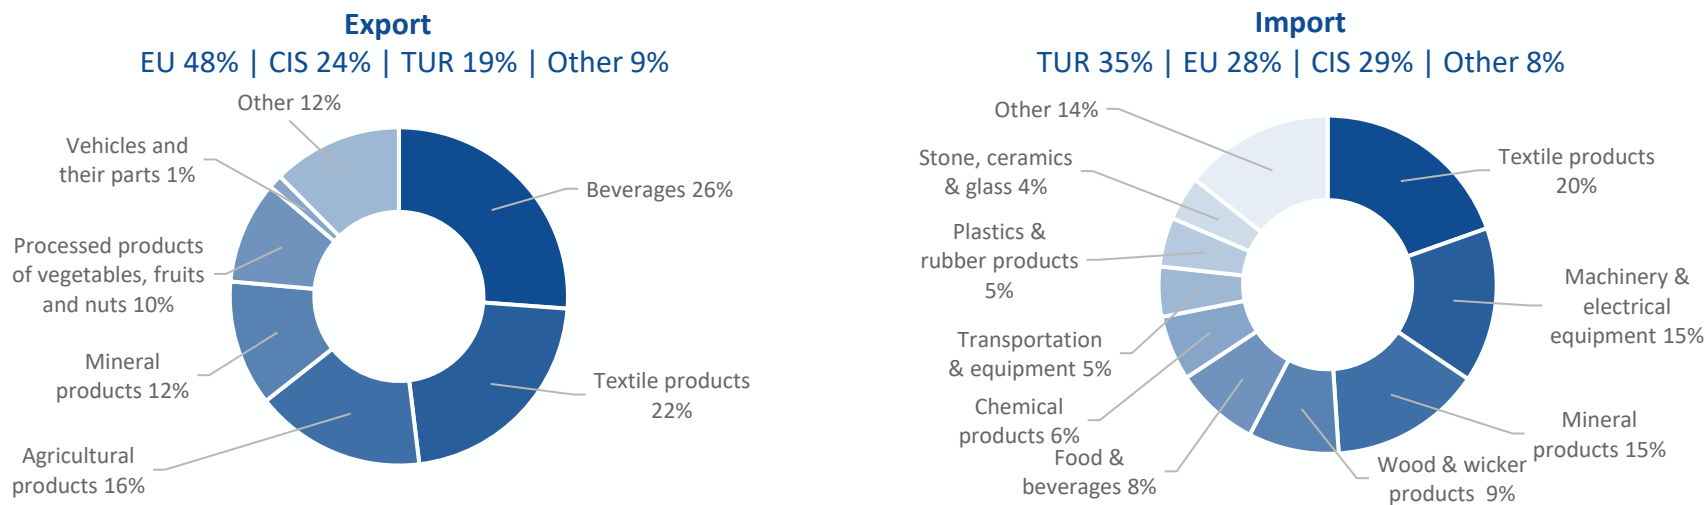 Export
EU 48% | CIS 24% | TUR 19% | Other 9%
Other 12%
Vehicles and
their parts 1%
Beverages 26%
Processed products
of vegetables, fruits
and nuts 10%
Mineral
products 12%
Textile products
22%
Agricultural
products 16%
Import
TUR 35% | EU 28% | CIS 29% | Other 8%
Other 14%
Stone, ceramics
& glass 4%
Textile products
20%
Plastics &
rubber products
5%
Machinery &
electrical
equipment 15%
Transportation
& equipment 5%
Chemical
products 6%
Mineral
products 15%
Food &
beverages 8%
Wood & wicker
products 9%